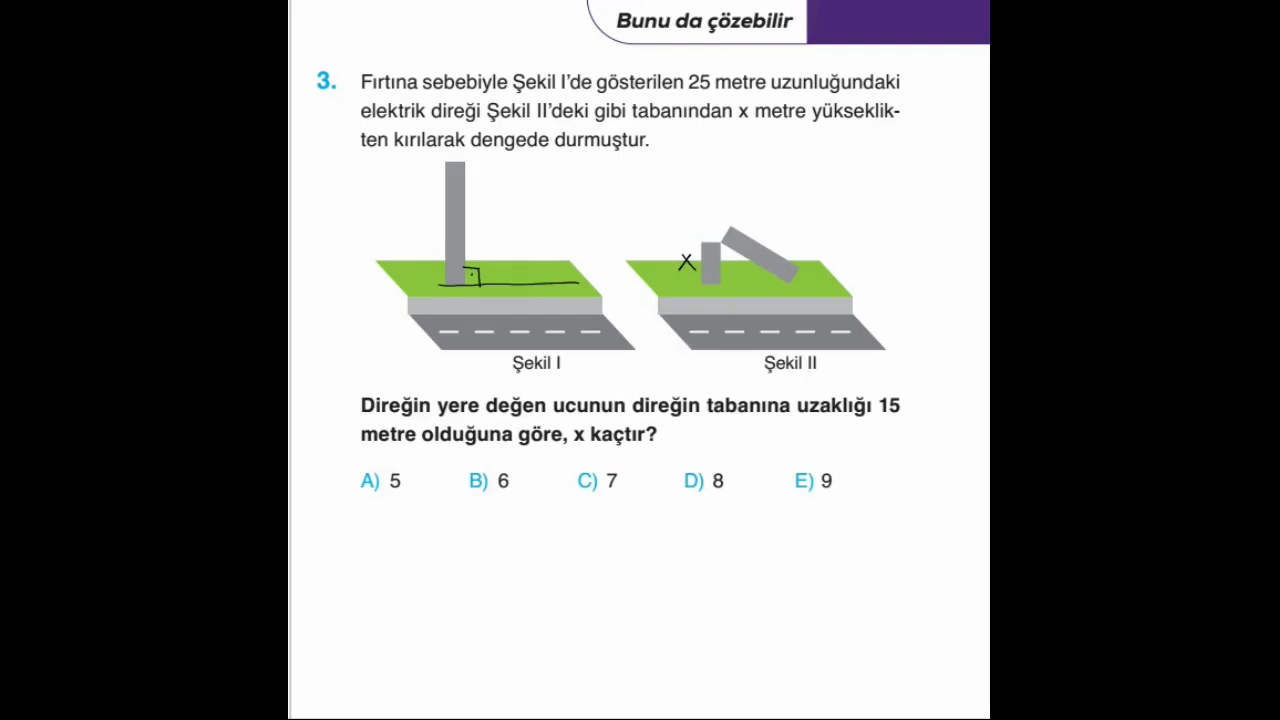 Bunu da çözebilir
3. Fırtına sebebiyle Şekil I'de gösterilen 25 metre uzunluğundaki
elektrik direği Şekil II'deki gibi tabanından x metre yükseklik-
ten kırılarak dengede durmuştur.
x
Şekil I Şekil II
Direğin yere değen ucunun direğin tabanına uzaklığı 15
metre olduğuna göre, x kaçtır?
A) 5 B) 6 C) 7 D) 8 E) 9